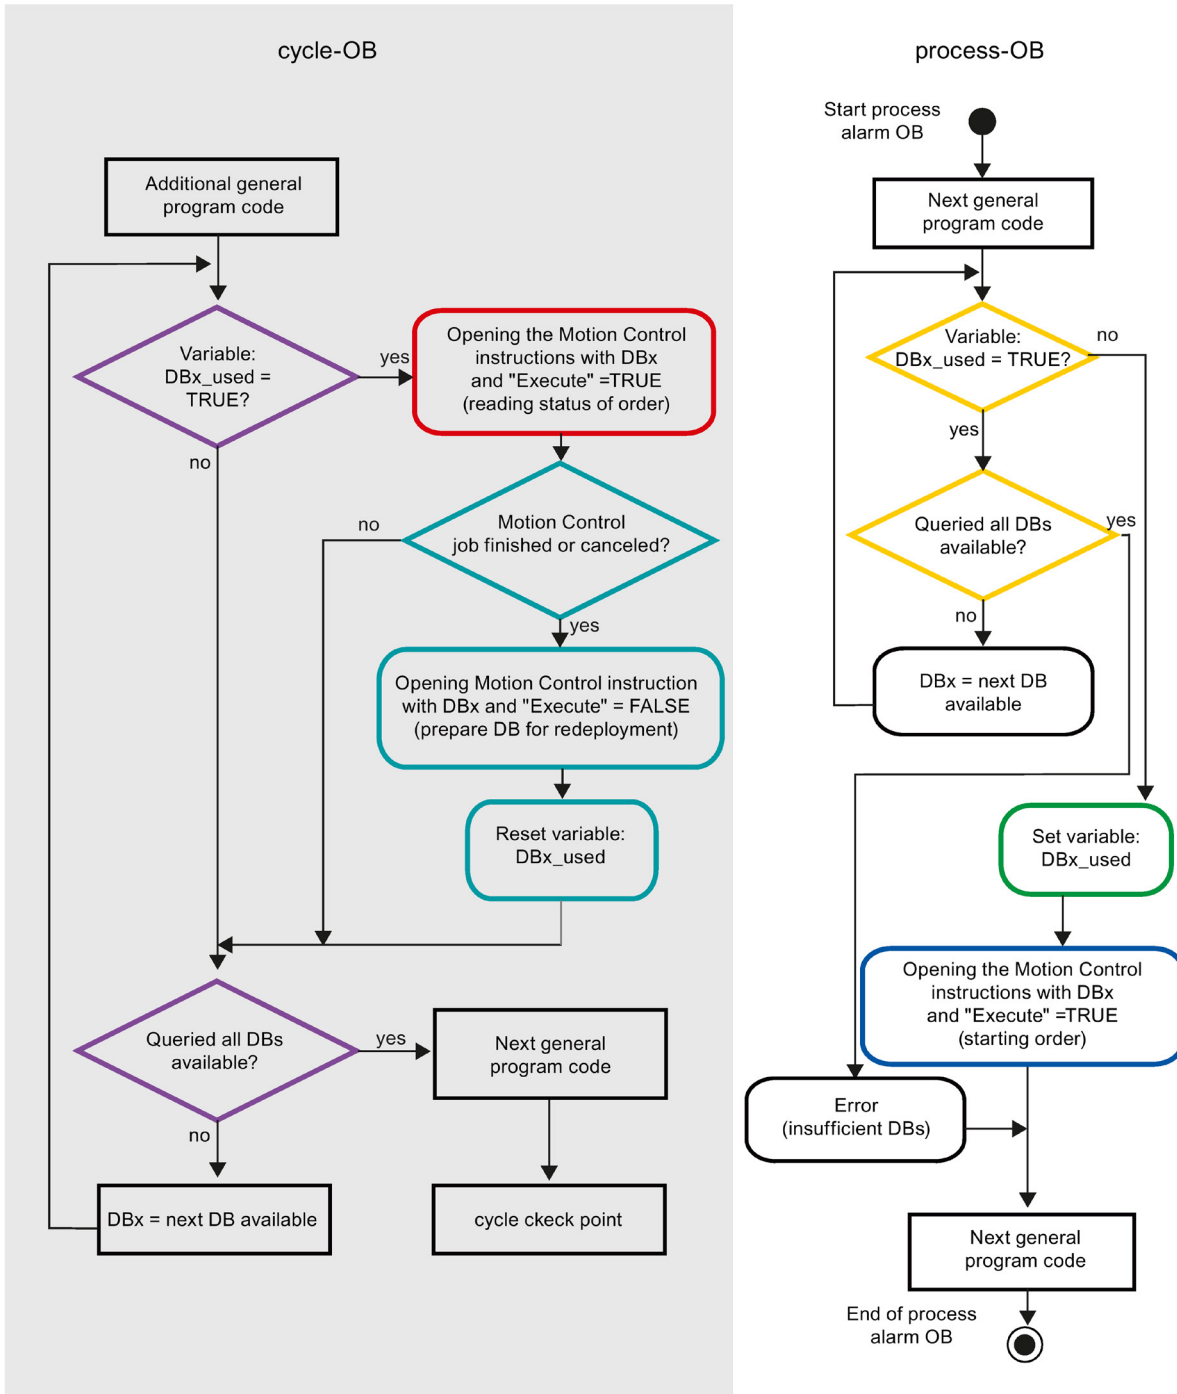 cycle-OB
Additional general
program code
Variable:
DBx_used =
TRUE?
yes
no
Opening the Motion Control
instructions with DBx
and "Execute" =TRUE
(reading status of order)
Motion Control
job finished or canceled?
no
yes
Opening Motion Control instruction
with DBx and "Execute" = FALSE
(prepare DB for redeployment)
Reset variable:
DBx_used
Queried all DBs
available?
yes
no
Next general
program code
DBx = next DB available
cycle ckeck point
process-OB
Start process
alarm OB
Next general
program code
Variable:
DBx_used = TRUE?
no
yes
Queried all DBs
available?
yes
no
DBx = next DB
available
Set variable:
DBx_used
Opening the Motion Control
instructions with DBx
and "Execute" =TRUE
(starting order)
Error
(insufficient DBs)
Next general
program code
End of process
alarm OB